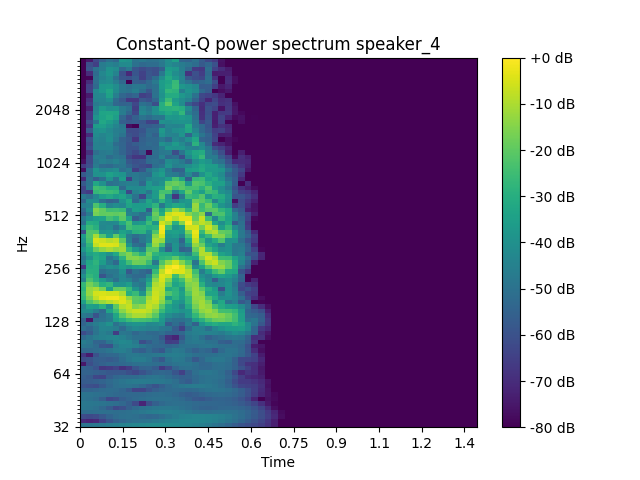 Constant-Q power spectrum speaker_4
Hz
2048
1024
512
256
128
64
32
0 0.15 0.3 0.45 0.6 0.75 0.9 1.1 1.2 1.4
Time
+0 dB
-10 dB
-20 dB
-30 dB
-40 dB
-50 dB
-60 dB
-70 dB
-80 dB